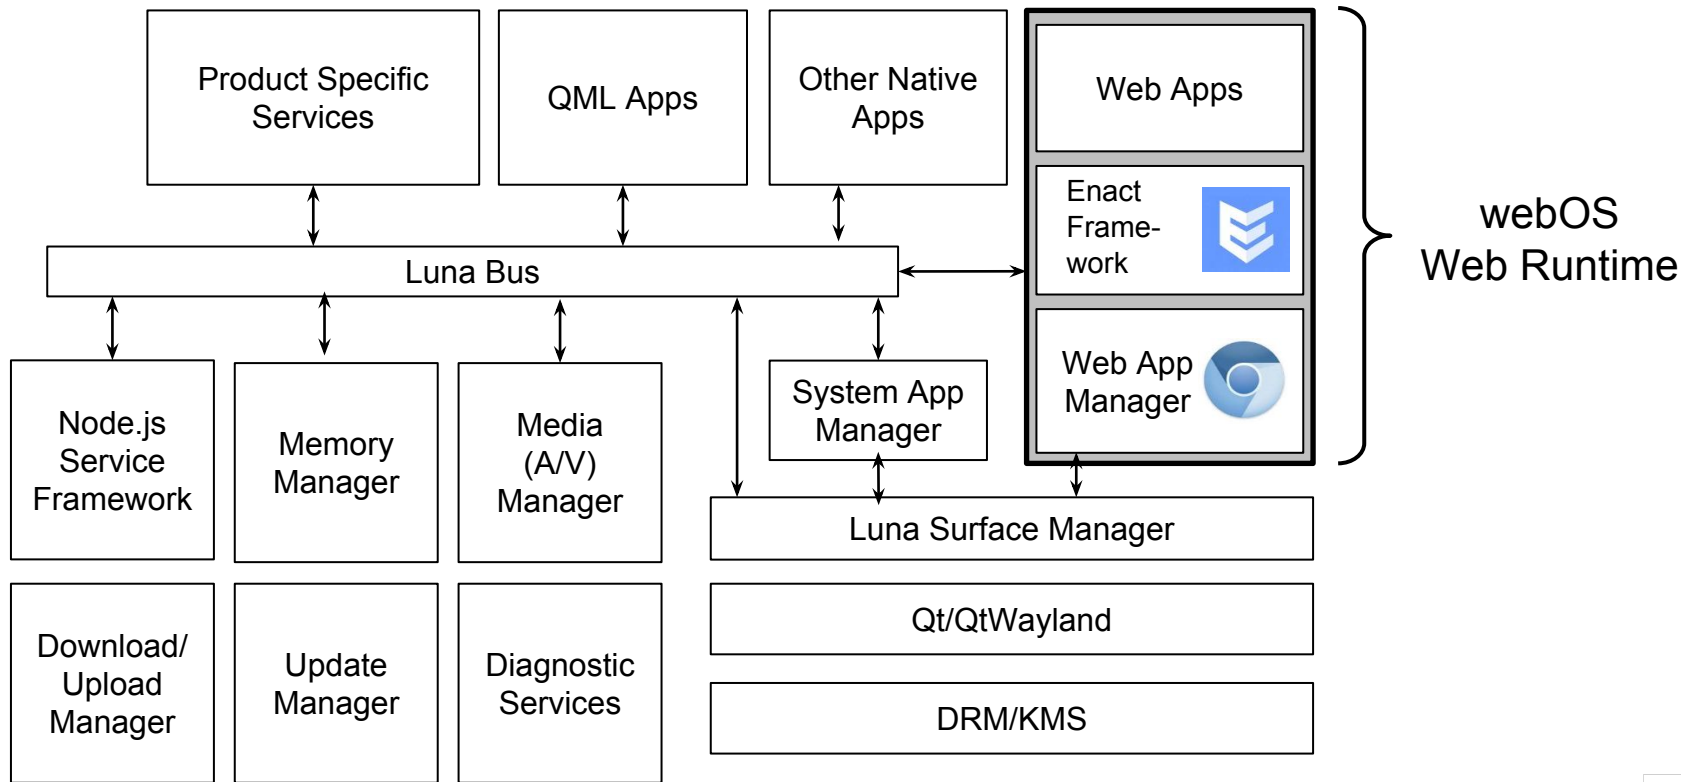 Product Specific
Services
QML Apps
Other Native
Apps
Web Apps
Enact
Frame-
work
webOS
Web Runtime
Luna Bus
Web App
Manager
System App
Manager
Node.js
Service
Framework
Memory
Manager
Media
(A/V)
Manager
Luna Surface Manager
Qt/QtWayland
Download/
Upload
Manager
Update
Manager
Diagnostic
Services
DRM/KMS